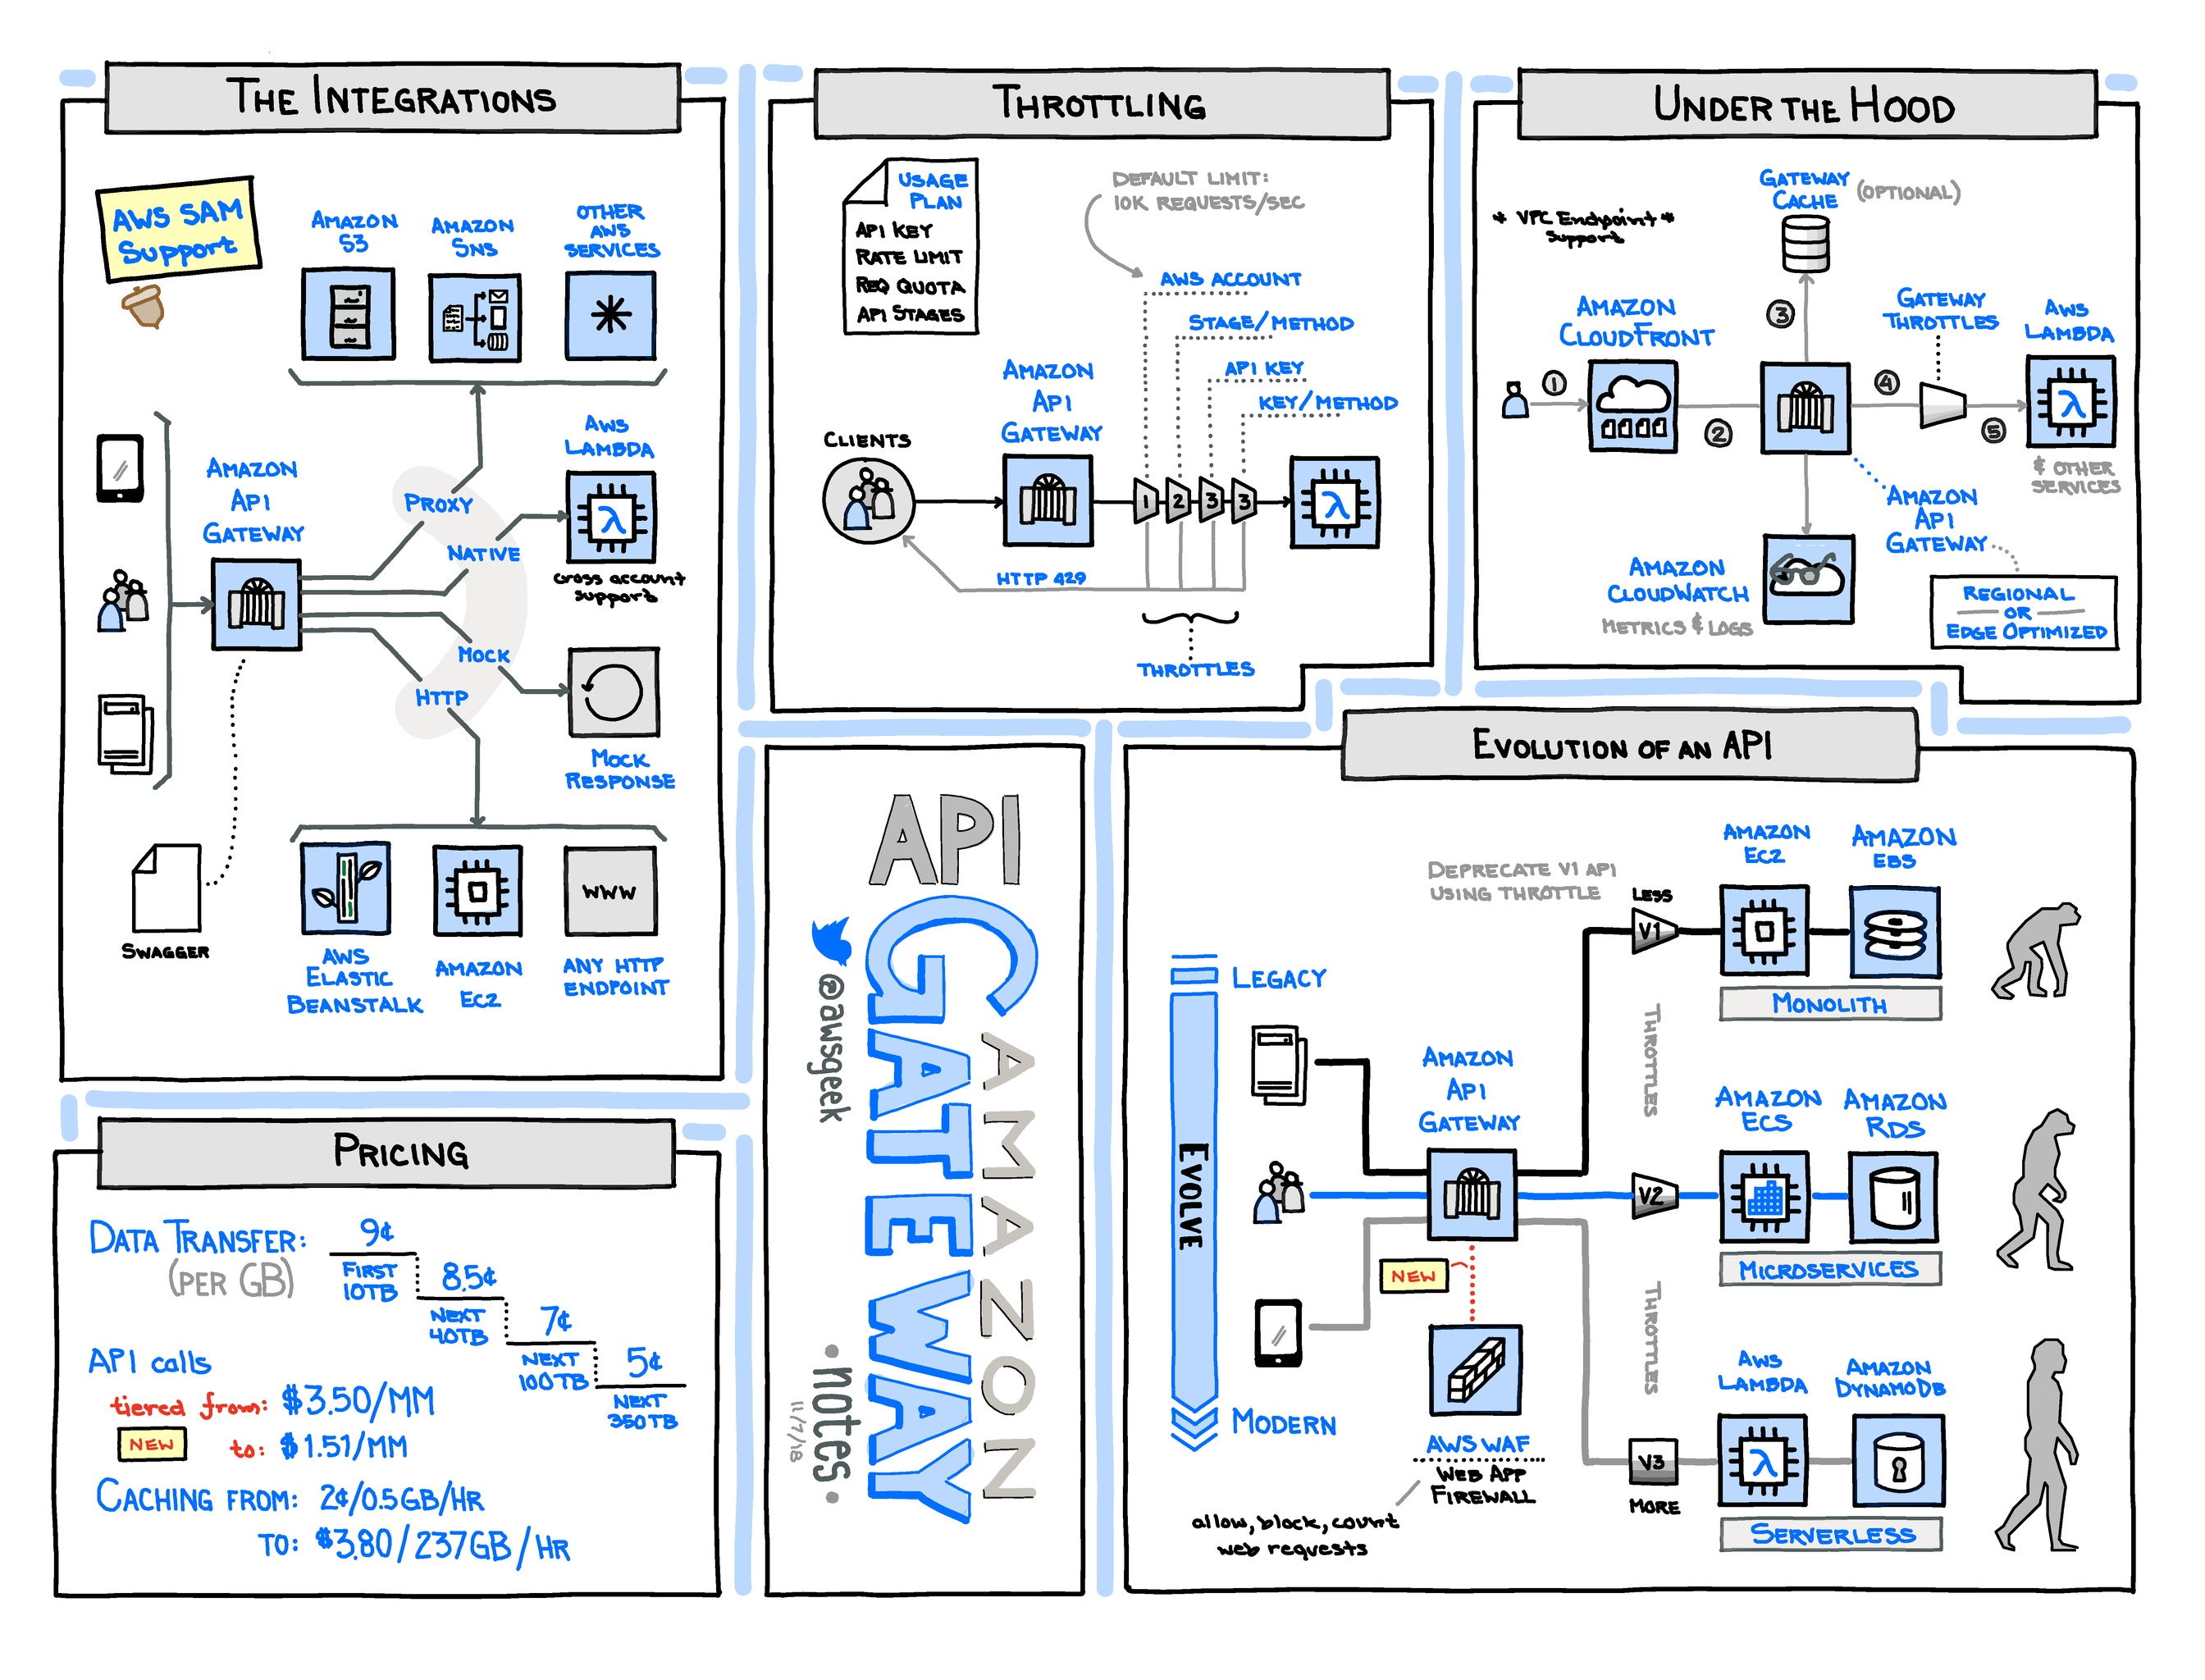 THE INTEGRATIONS
AWS SAM
Support
AMAZON
S3
AMAZON
SNS
OTHER
AWS
SERVICES
AWS
LAMBDA
λ
cross account
support
PROXY
NATIVE
MOCK
HTTP
AMAZON
API
GATEWAY
MOCK
RESPONSE
SWAGGER
AWS
ELASTIC
BEANSTALK
AMAZON
EC2
WWW
ANY HTTP
ENDPOINT
THROTTLING
USAGE
PLAN
API KEY
RATE LIMIT
REQ QUOTA
API STAGES
DEFAULT LIMIT:
10K REQUESTS/SEC
AWS ACCOUNT
STAGE/METHOD
API KEY
KEY/METHOD
AMAZON
API
GATEWAY
CLIENTS
1 2 3 3
λ
HTTP 429
THROTTLES
UNDER THE HOOD
* VPC Endpoint *
support
GATEWAY
CACHE (OPTIONAL)
AMAZON
CLOUDFRONT
GATEWAY
THROTTLES
AWS
LAMBDA
1
2
3
4
5
λ
& OTHER
SERVICES
AMAZON
API
GATEWAY
AMAZON
CLOUDWATCH
METRICS & LOGS
REGIONAL
OR
EDGE OPTIMIZED
PRICING
DATA TRANSFER:
(PER GB)
9¢
FIRST
10TB
8.5¢
NEXT
40TB
7¢
NEXT
100TB
5¢
NEXT
350TB
API calls
tiered from: $3.50/MM
NEW to: $1.51/MM
CACHING FROM: 2¢/0.5GB/HR
TO: $3.80/237GB/HR
API
AMAZON
GATEWAY
@awsgeek
•notes•
11/7/18
EVOLUTION OF AN API
DEPRECATE V1 API
USING THROTTLE
LESS
V1
AMAZON
EC2
AMAZON
EBS
MONOLITH
LEGACY
EVOLVE
MODERN
AMAZON
API
GATEWAY
THROTTLES
V2
AMAZON
ECS
AMAZON
RDS
MICROSERVICES
NEW
THROTTLES
AWS WAF
WEB APP
FIREWALL
allow, block, count
web requests
V3
MORE
AWS
LAMBDA
λ
AMAZON
DYNAMODB
SERVERLESS